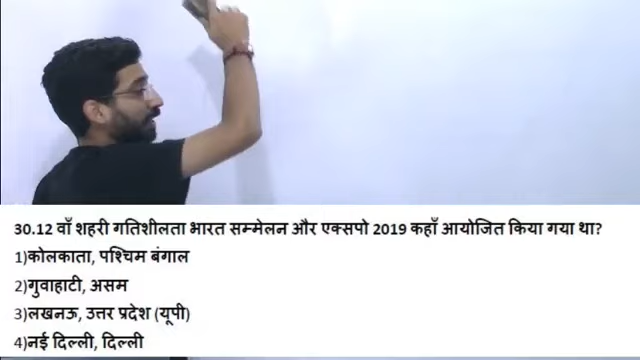 30.12 वाँ शहरी गतिशीलता भारत सम्मेलन और एक्सपो 2019 कहाँ आयोजित किया गया था?
1)कोलकाता, पश्चिम बंगाल
2)गुवाहाटी, असम
3)लखनऊ, उत्तर प्रदेश (यूपी)
4)नई दिल्ली, दिल्ली